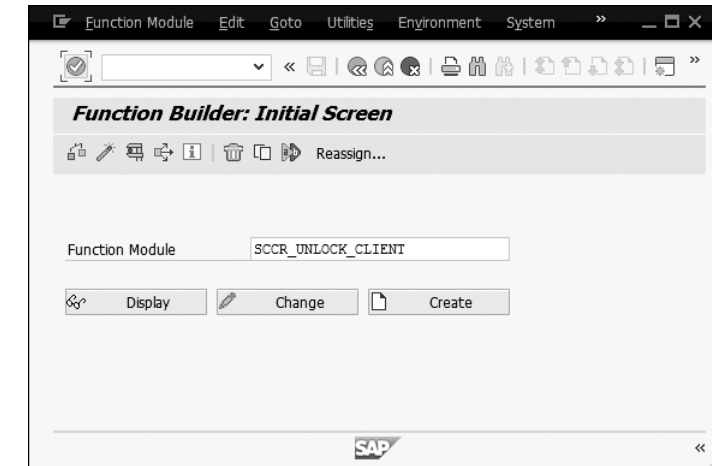 Function Module Edit Goto Utilities Environment System »
Function Builder: Initial Screen
Reassign...
Function Module SCCR_UNLOCK_CLIENT
Display Change Create
SAP